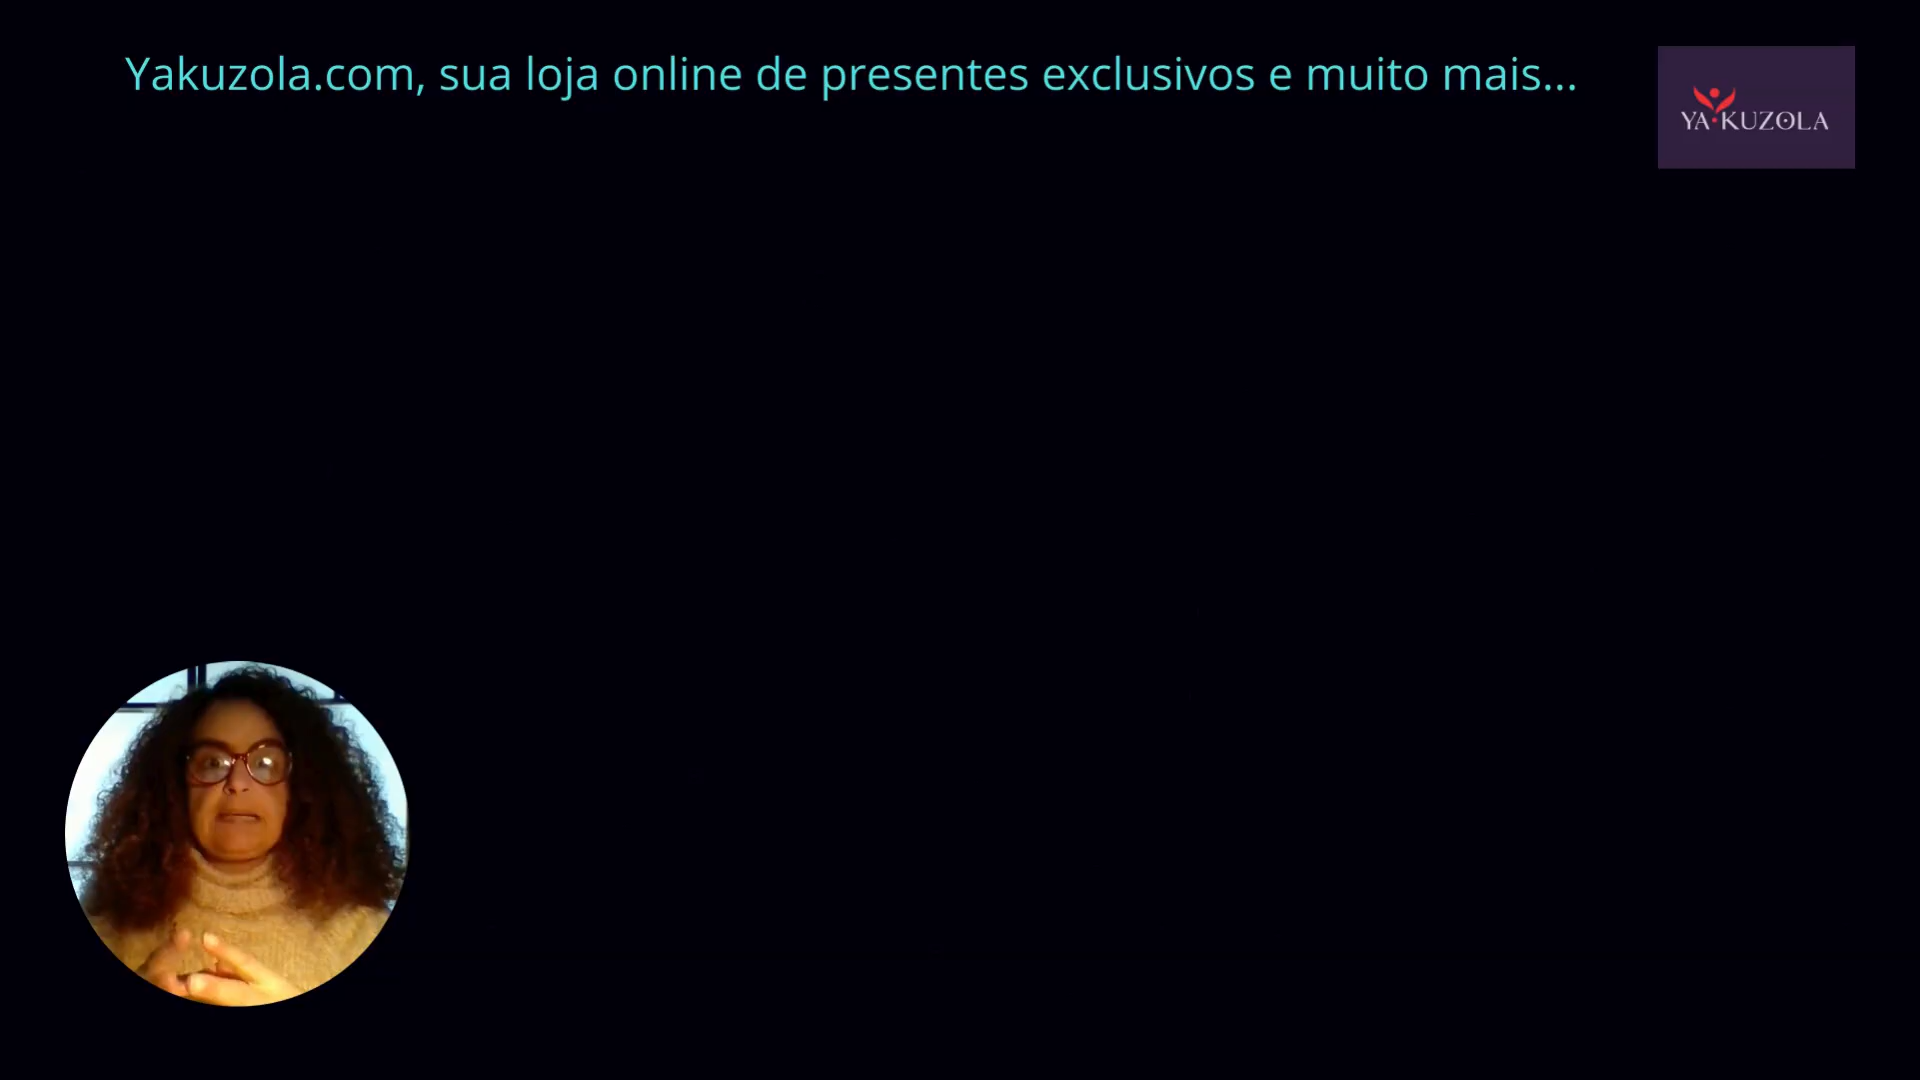 Yakuzola.com, sua loja online de presentes exclusivos e muito mais...
YA•KUZOLA